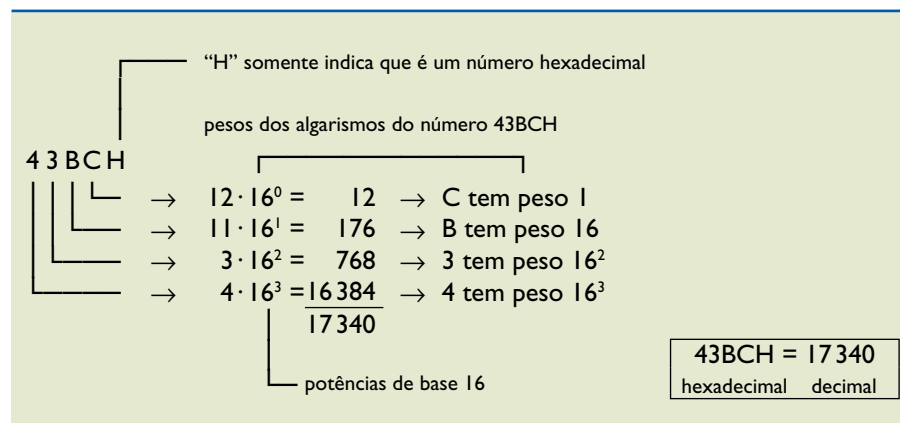 “H” somente indica que é um número hexadecimal
pesos dos algarismos do número 43BCH
4 3 B C H
→ 12 · 16⁰ = 12 → C tem peso 1
→ 11 · 16¹ = 176 → B tem peso 16
→ 3 · 16² = 768 → 3 tem peso 16²
→ 4 · 16³ = 16 384 → 4 tem peso 16³
17 340
potências de base 16
43BCH = 17 340
hexadecimal decimal